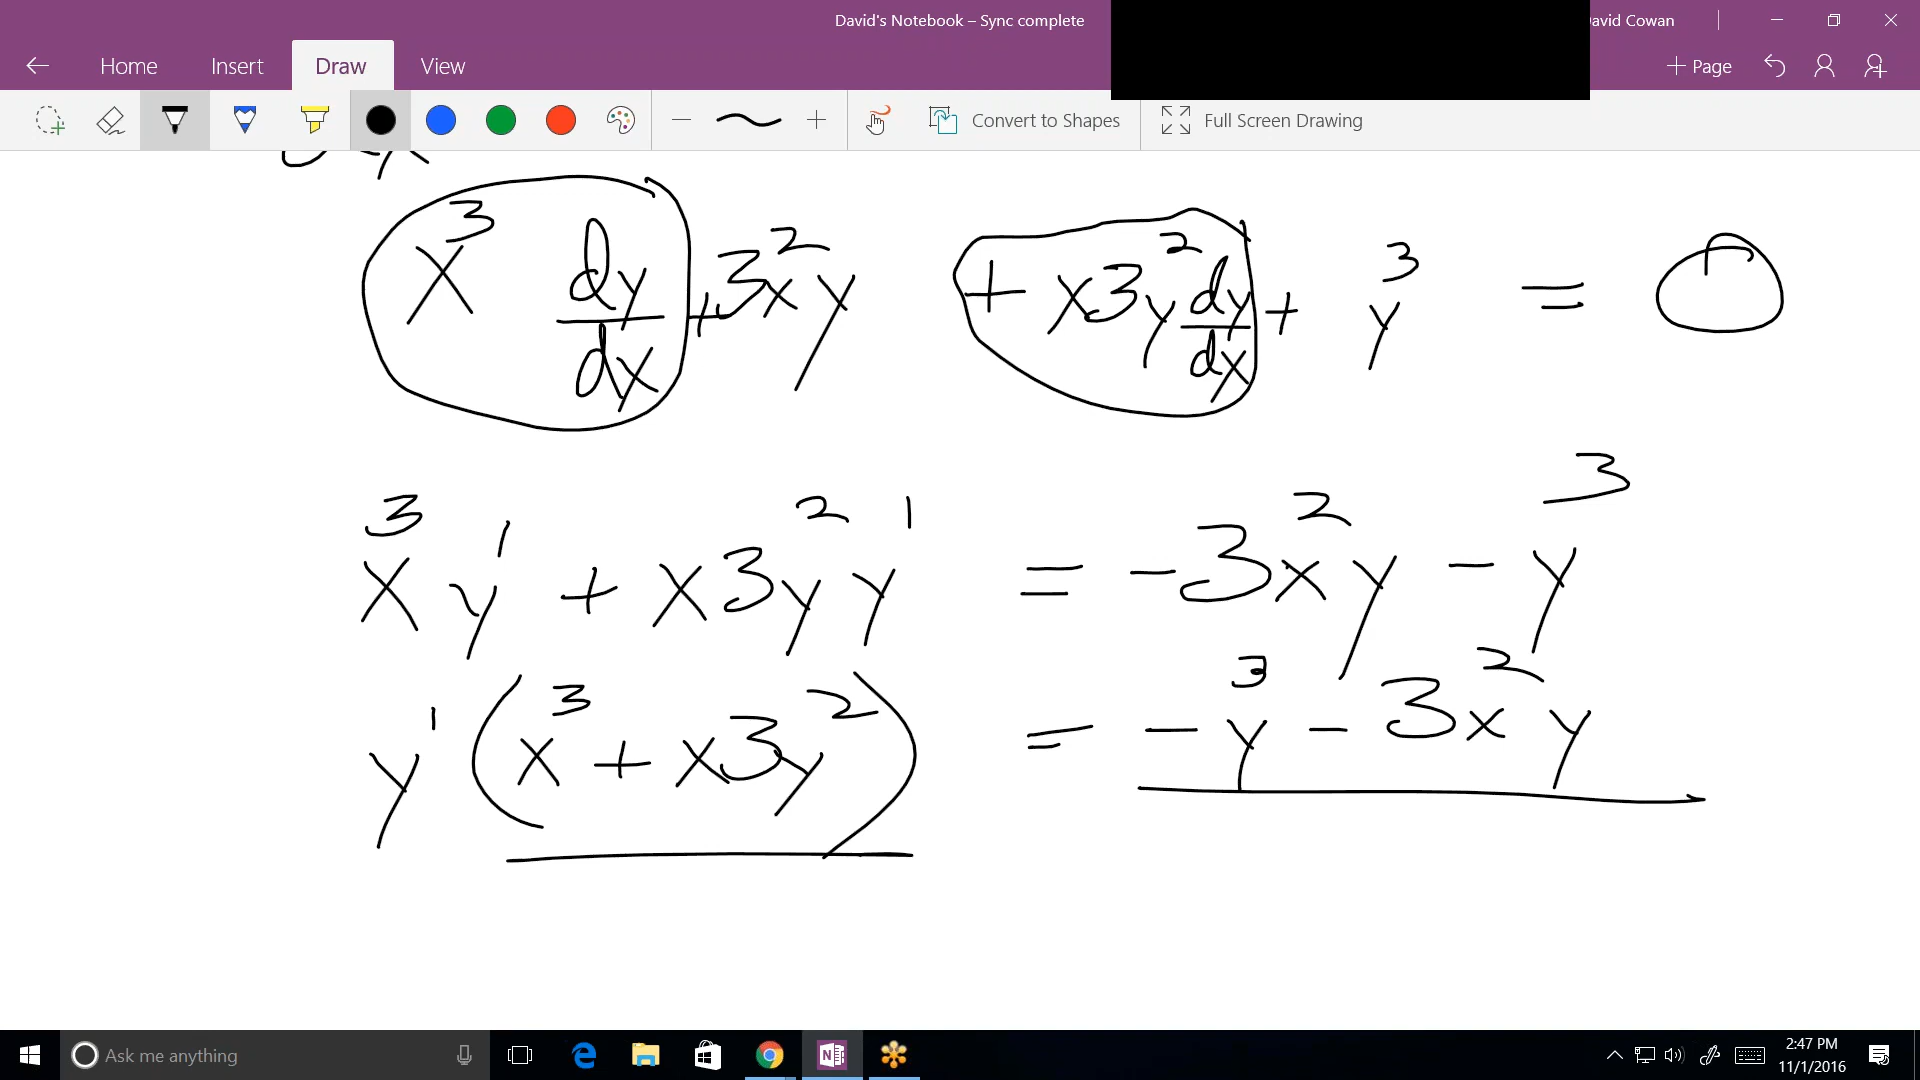 David's Notebook – Sync complete
avid Cowan
Home Insert Draw View
Page
Convert to Shapes Full Screen Drawing
x³ dy/dx + 3x²y + x3y² dy/dx + y³ = 0
x³y' + x3y²y' = -3x²y - y³
y'(x³ + x3y²) = -y³ - 3x²y
Ask me anything
2:47 PM
11/1/2016